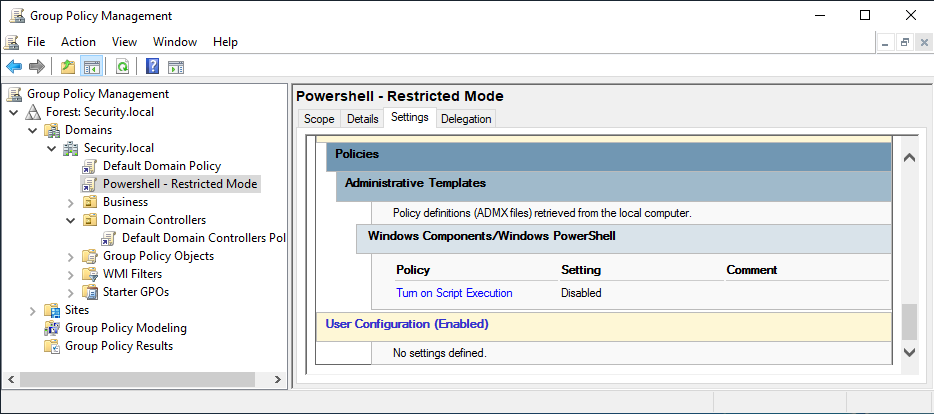 Group Policy Management
File Action View Window Help
Group Policy Management
Forest: Security.local
Domains
Security.local
Default Domain Policy
Powershell - Restricted Mode
Business
Domain Controllers
Default Domain Controllers Pol
Group Policy Objects
WMI Filters
Starter GPOs
Sites
Group Policy Modeling
Group Policy Results
Powershell - Restricted Mode
Scope Details Settings Delegation
Policies
Administrative Templates
Policy definitions (ADMX files) retrieved from the local computer.
Windows Components/Windows PowerShell
Policy Setting Comment
Turn on Script Execution Disabled
User Configuration (Enabled)
No settings defined.